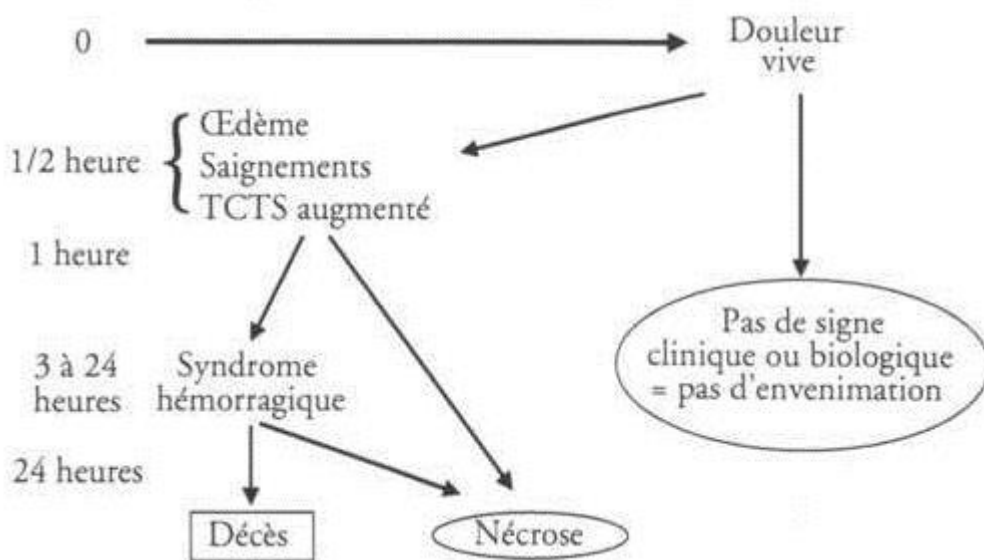 0
Douleur
vive
1/2 heure
Œdème
Saignements
TCTS augmenté
1 heure
3 à 24
heures
Syndrome
hémorragique
Pas de signe
clinique ou biologique
= pas d'envenimation
24 heures
Décès
Nécrose